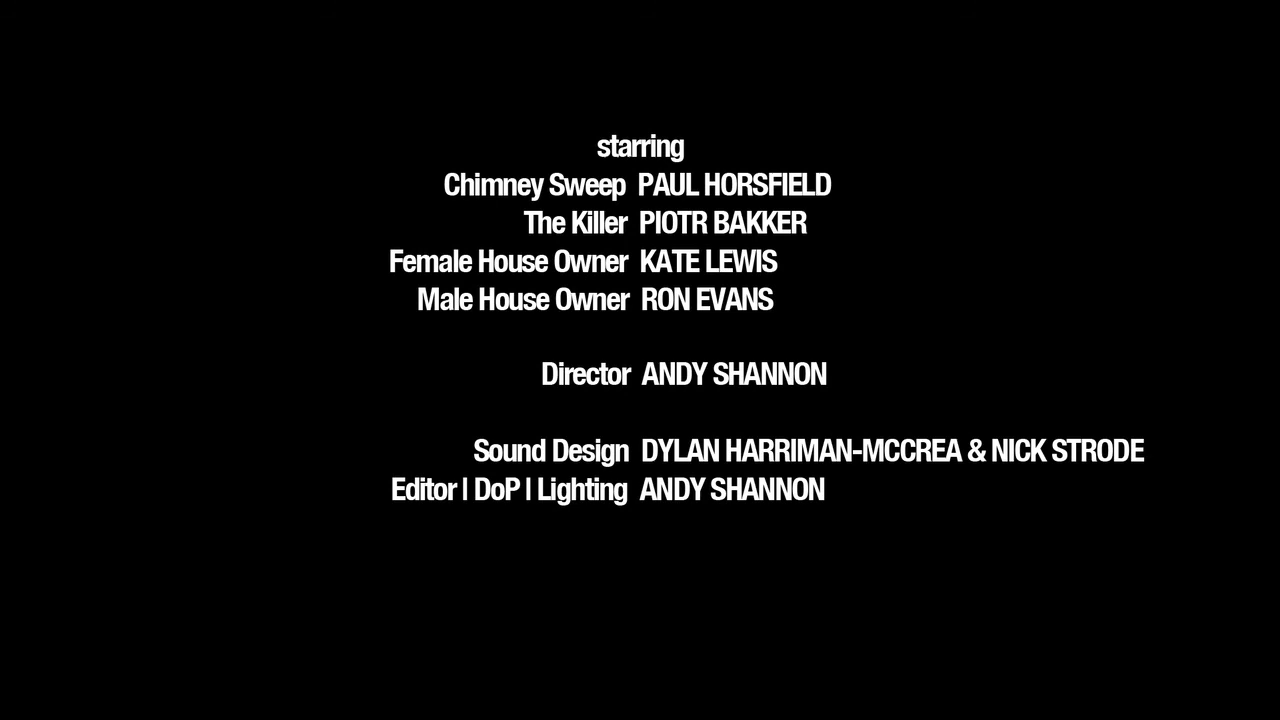 starring
Chimney Sweep PAUL HORSFIELD
The Killer PIOTR BAKKER
Female House Owner KATE LEWIS
Male House Owner RON EVANS
Director ANDY SHANNON
Sound Design DYLAN HARRIMAN-MCCREA & NICK STRODE
Editor | DoP | Lighting ANDY SHANNON